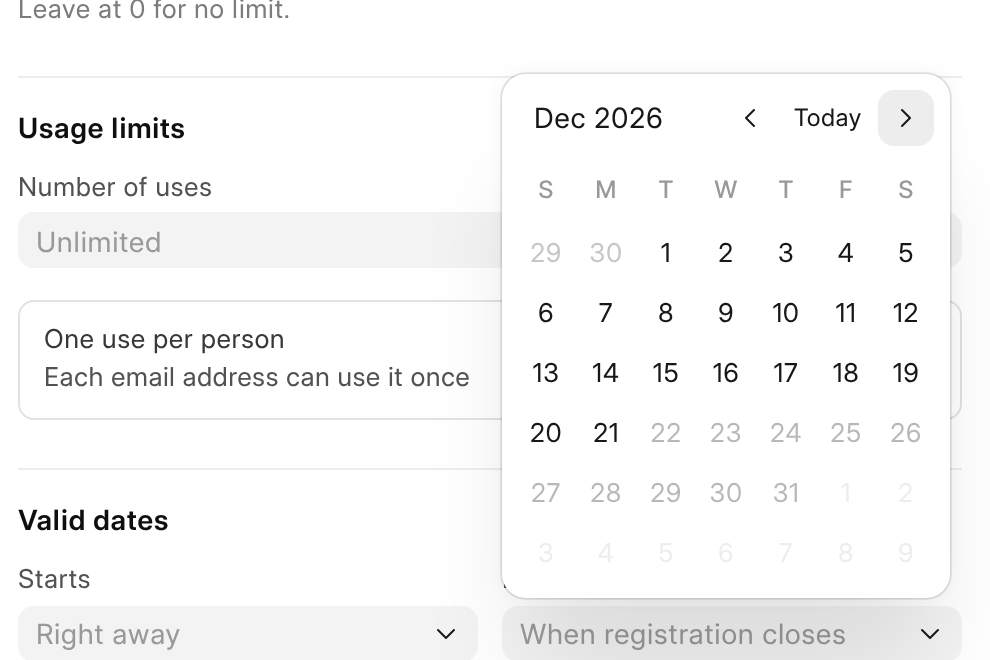 Leave at 0 for no limit.
Usage limits
Number of uses
Unlimited
One use per person
Each email address can use it once
Valid dates
Starts
Right away
Dec 2026
Today
S M T W T F S
29 30 1 2 3 4 5
6 7 8 9 10 11 12
13 14 15 16 17 18 19
20 21 22 23 24 25 26
27 28 29 30 31 1 2
3 4 5 6 7 8 9
When registration closes